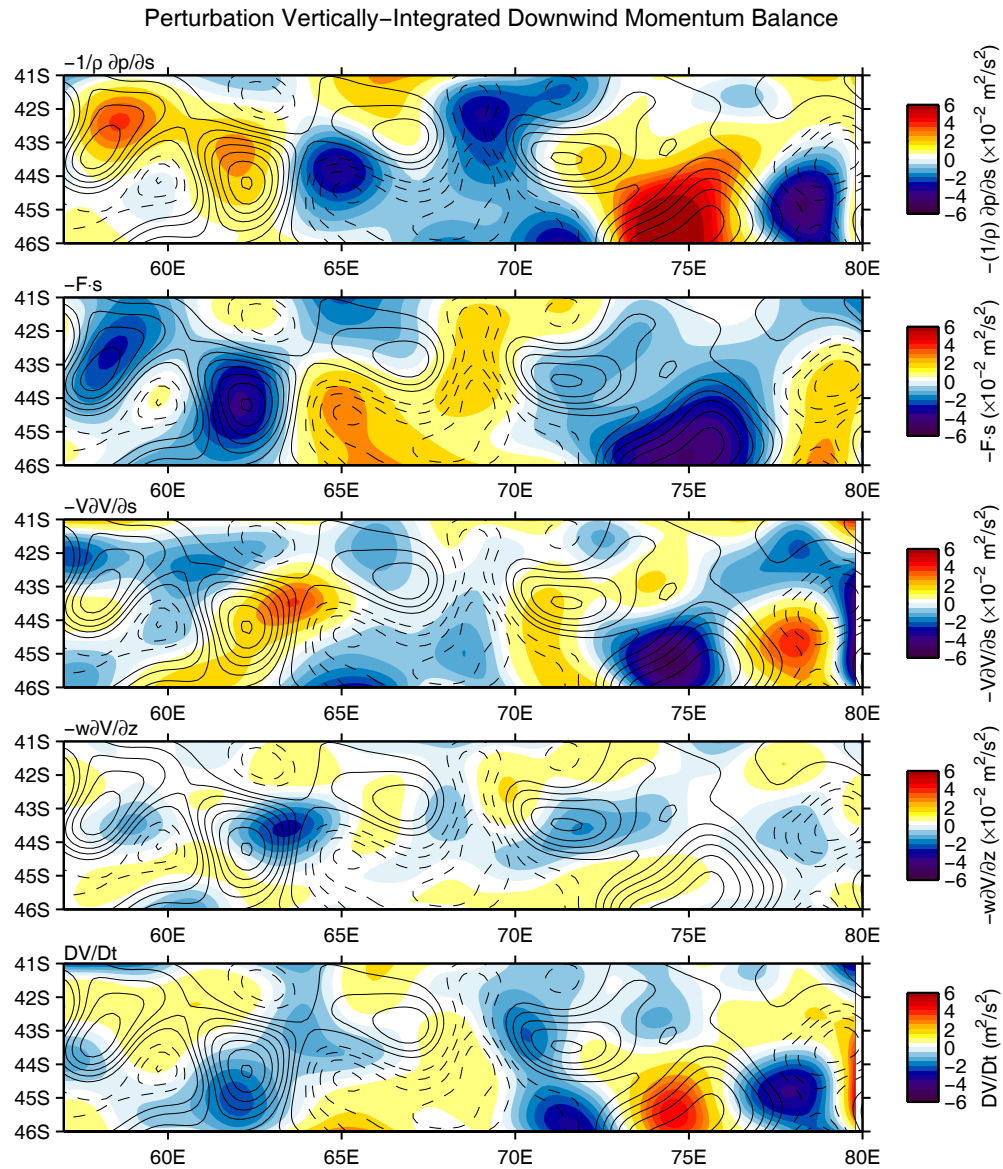 Perturbation Vertically−Integrated Downwind Momentum Balance
−1/ρ ∂p/∂s
41S
42S
43S
44S
45S
46S
60E
65E
70E
75E
80E
6
4
2
0
−2
−4
−6
−(1/ρ) ∂p/∂s (×10⁻² m²/s²)
−F·s
41S
42S
43S
44S
45S
46S
60E
65E
70E
75E
80E
6
4
2
0
−2
−4
−6
−F·s (×10⁻² m²/s²)
−V∂V/∂s
41S
42S
43S
44S
45S
46S
60E
65E
70E
75E
80E
6
4
2
0
−2
−4
−6
−V∂V/∂s (×10⁻² m²/s²)
−w∂V/∂z
41S
42S
43S
44S
45S
46S
60E
65E
70E
75E
80E
6
4
2
0
−2
−4
−6
−w∂V/∂z (×10⁻² m²/s²)
DV/Dt
41S
42S
43S
44S
45S
46S
60E
65E
70E
75E
80E
6
4
2
0
−2
−4
−6
DV/Dt (m²/s²)